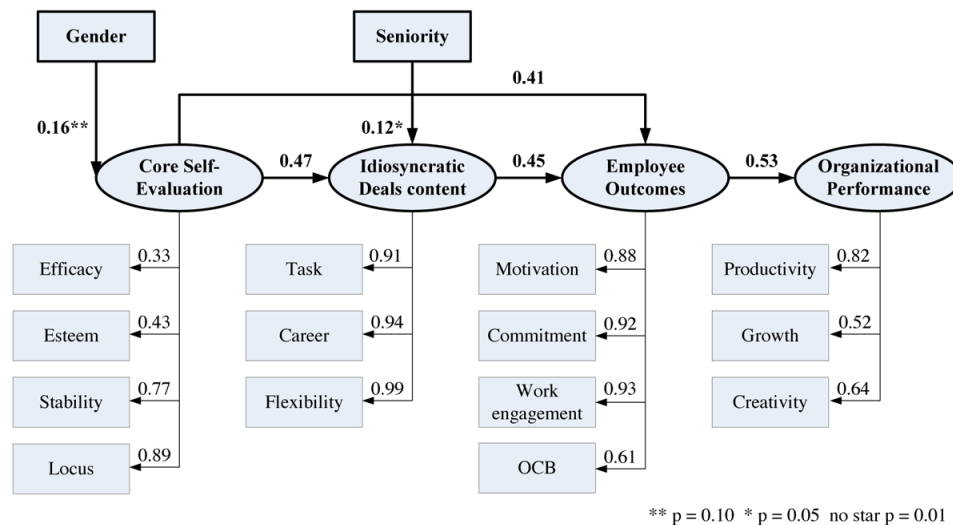 Gender
Seniority
0.41
0.16**
0.12*
Core Self-
Evaluation
0.47
Idiosyncratic
Deals content
0.45
Employee
Outcomes
0.53
Organizational
Performance
Efficacy
0.33
Task
0.91
Motivation
0.88
Productivity
0.82
Esteem
0.43
Career
0.94
Commitment
0.92
Growth
0.52
Stability
0.77
Flexibility
0.99
Work
engagement
0.93
Creativity
0.64
Locus
0.89
OCB
0.61
** p = 0.10 * p = 0.05 no star p = 0.01